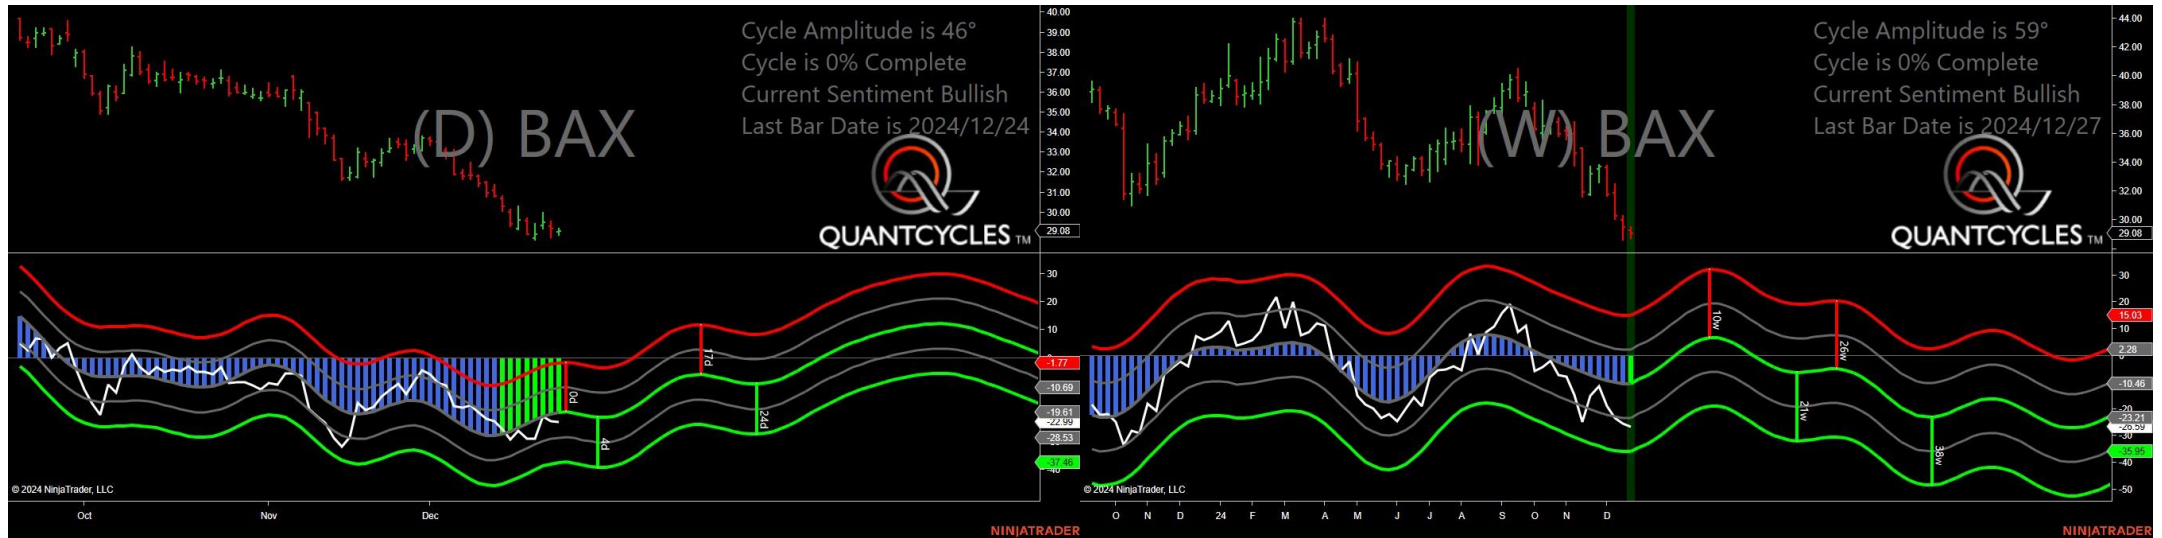 Cycle Amplitude is 46°
Cycle is 0% Complete
Current Sentiment Bullish
Last Bar Date is 2024/12/24
(D) BAX
QUANTCYCLES TM
40.00
39.00
38.00
37.00
36.00
35.00
34.00
33.00
32.00
31.00
30.00
29.08
30
20
10
-1.77
-10.69
-19.61
-22.99
-28.53
-37.46
-40
0d
4d
17d
24d
© 2024 NinjaTrader, LLC
Oct Nov Dec
NINJATRADER
Cycle Amplitude is 59°
Cycle is 0% Complete
Current Sentiment Bullish
Last Bar Date is 2024/12/27
(W) BAX
QUANTCYCLES TM
44.00
42.00
40.00
38.00
36.00
34.00
32.00
30.00
29.08
30
20
15.03
10
2.28
-10.46
-20
-23.21
-26.59
-30
-35.95
-40
-50
10w
21w
26w
38w
© 2024 NinjaTrader, LLC
O N D 24 F M A M J J A S O N D
NINJATRADER